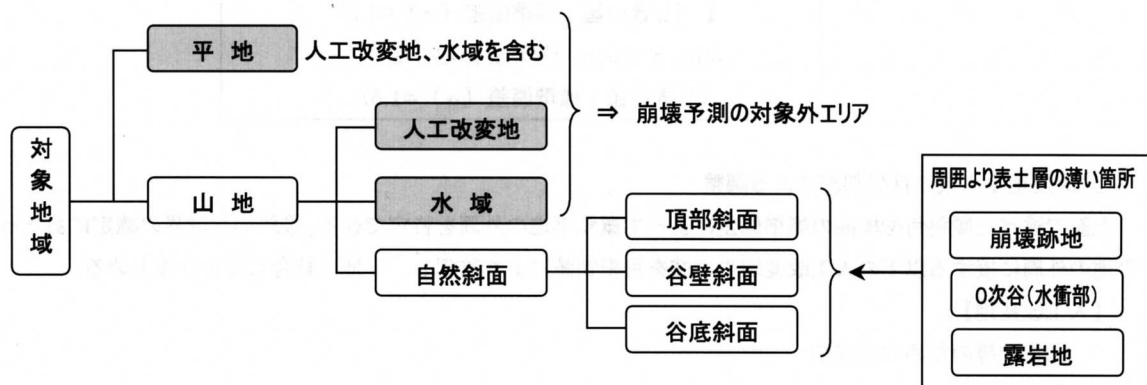 平地 人工改変地、水域を含む
人工改変地
⇒ 崩壊予測の対象外エリア
対象地域
山地
水域
自然斜面
頂部斜面
谷壁斜面
谷底斜面
周囲より表土層の薄い箇所
崩壊跡地
0次谷(水衝部)
露岩地